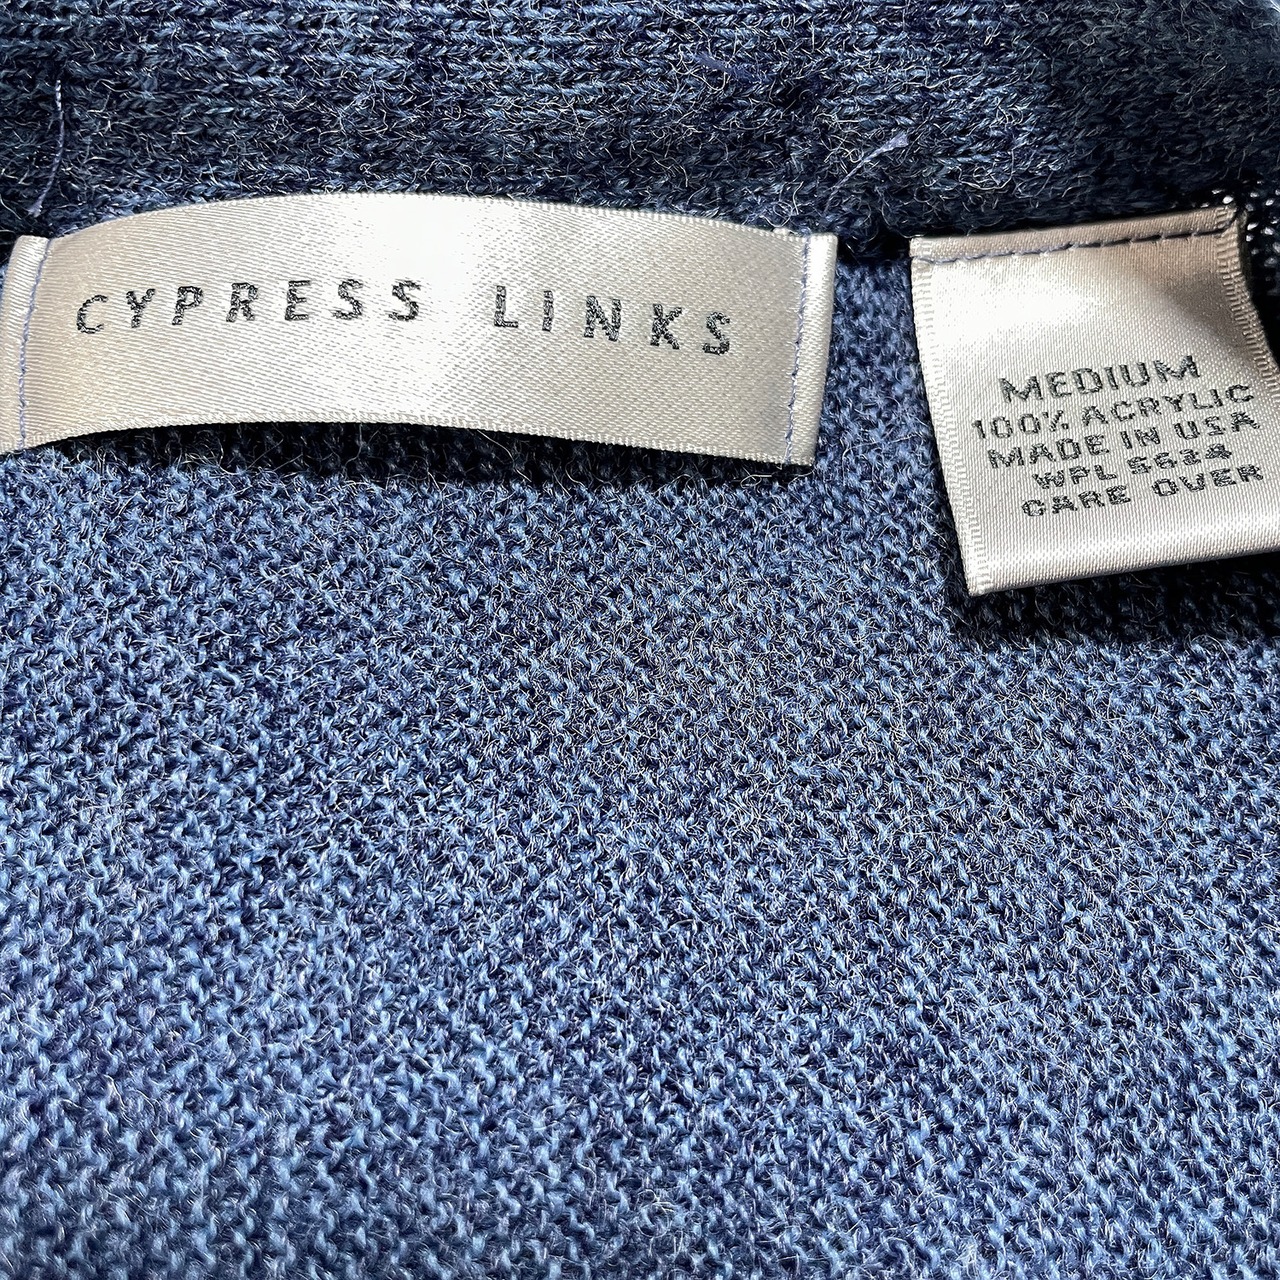 CYPRESS LINKS
MEDIUM
100% ACRYLIC
MADE IN USA
WPL 5634
CARE OVER